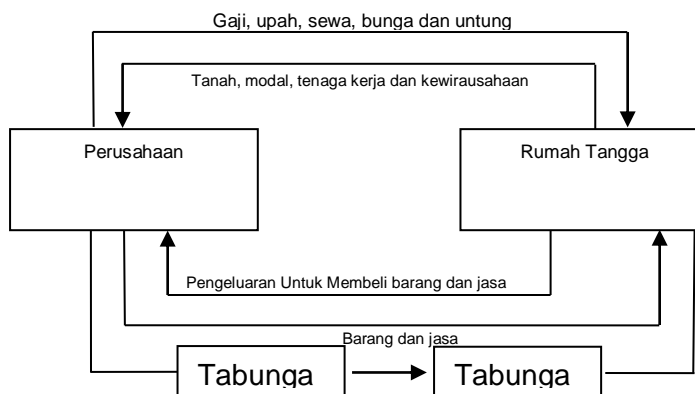 Gaji, upah, sewa, bunga dan untung
Tanah, modal, tenaga kerja dan kewirausahaan
Perusahaan
Rumah Tangga
Pengeluaran Untuk Membeli barang dan jasa
Barang dan jasa
Tabunga
Tabunga